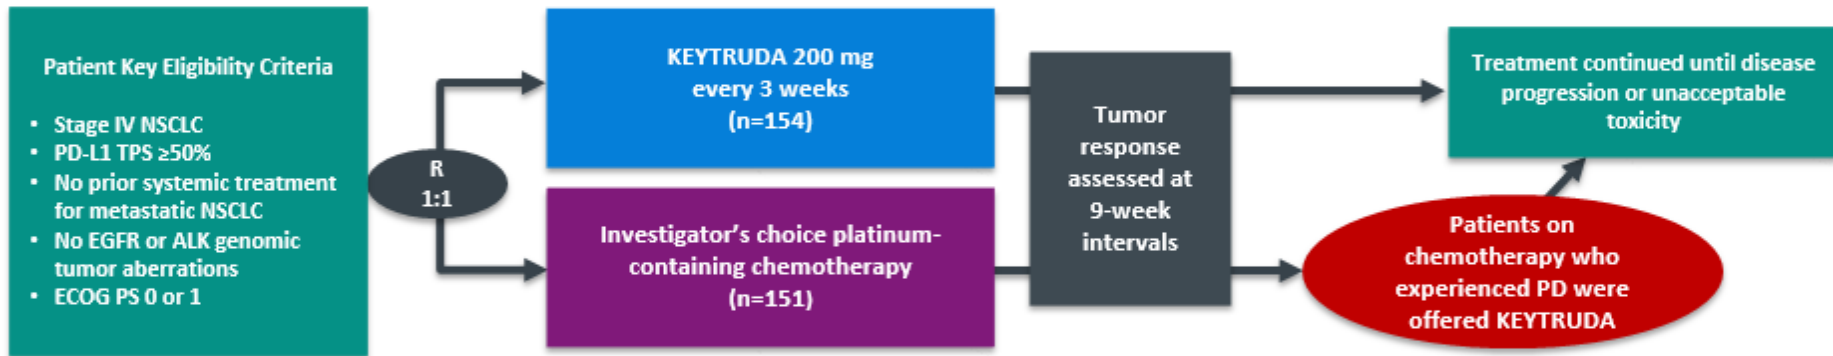 Patient Key Eligibility Criteria
• Stage IV NSCLC
• PD-L1 TPS ≥50%
• No prior systemic treatment
for metastatic NSCLC
• No EGFR or ALK genomic
tumor aberrations
• ECOG PS 0 or 1
R
1:1
KEYTRUDA 200 mg
every 3 weeks
(n=154)
Investigator’s choice platinum-
containing chemotherapy
(n=151)
Tumor
response
assessed at
9-week
intervals
Treatment continued until disease
progression or unacceptable
toxicity
Patients on
chemotherapy who
experienced PD were
offered KEYTRUDA